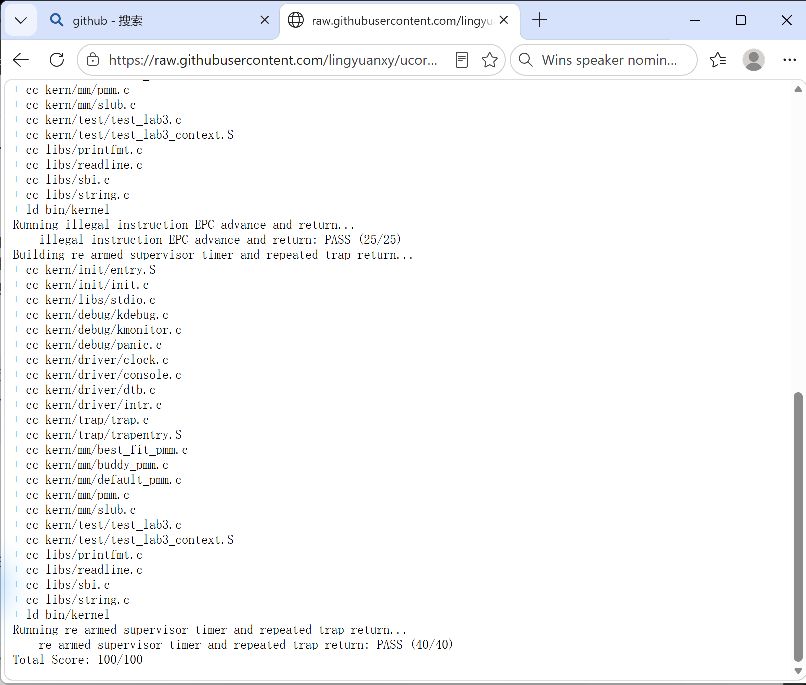 github - 搜索
raw.githubusercontent.com/lingyu
https://raw.githubusercontent.com/lingyuanxy/ucor...
Wins speaker nomin...
+ cc kern/mm/pmm.c
+ cc kern/mm/slub.c
+ cc kern/test/test_lab3.c
+ cc kern/test/test_lab3_context.S
+ cc libs/printfmt.c
+ cc libs/readline.c
+ cc libs/sbi.c
+ cc libs/string.c
+ ld bin/kernel
Running illegal instruction EPC advance and return...
illegal instruction EPC advance and return: PASS (25/25)
Building re armed supervisor timer and repeated trap return...
+ cc kern/init/entry.S
+ cc kern/init/init.c
+ cc kern/libs/stdio.c
+ cc kern/debug/kdebug.c
+ cc kern/debug/kmonitor.c
+ cc kern/debug/panic.c
+ cc kern/driver/clock.c
+ cc kern/driver/console.c
+ cc kern/driver/dtb.c
+ cc kern/driver/intr.c
+ cc kern/trap/trap.c
+ cc kern/trap/trapentry.S
+ cc kern/mm/best_fit_pmm.c
+ cc kern/mm/buddy_pmm.c
+ cc kern/mm/default_pmm.c
+ cc kern/mm/pmm.c
+ cc kern/mm/slub.c
+ cc kern/test/test_lab3.c
+ cc kern/test/test_lab3_context.S
+ cc libs/printfmt.c
+ cc libs/readline.c
+ cc libs/sbi.c
+ cc libs/string.c
+ ld bin/kernel
Running re armed supervisor timer and repeated trap return...
re armed supervisor timer and repeated trap return: PASS (40/40)
Total Score: 100/100